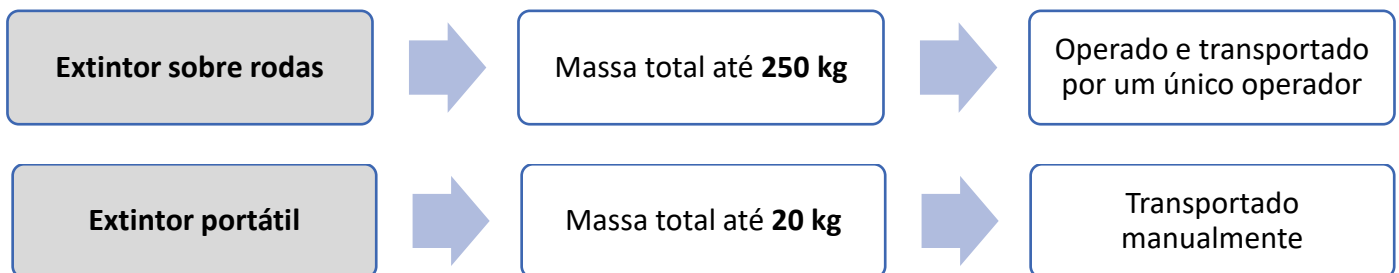 Extintor sobre rodas
Massa total até 250 kg
Operado e transportado
por um único operador
Extintor portátil
Massa total até 20 kg
Transportado
manualmente